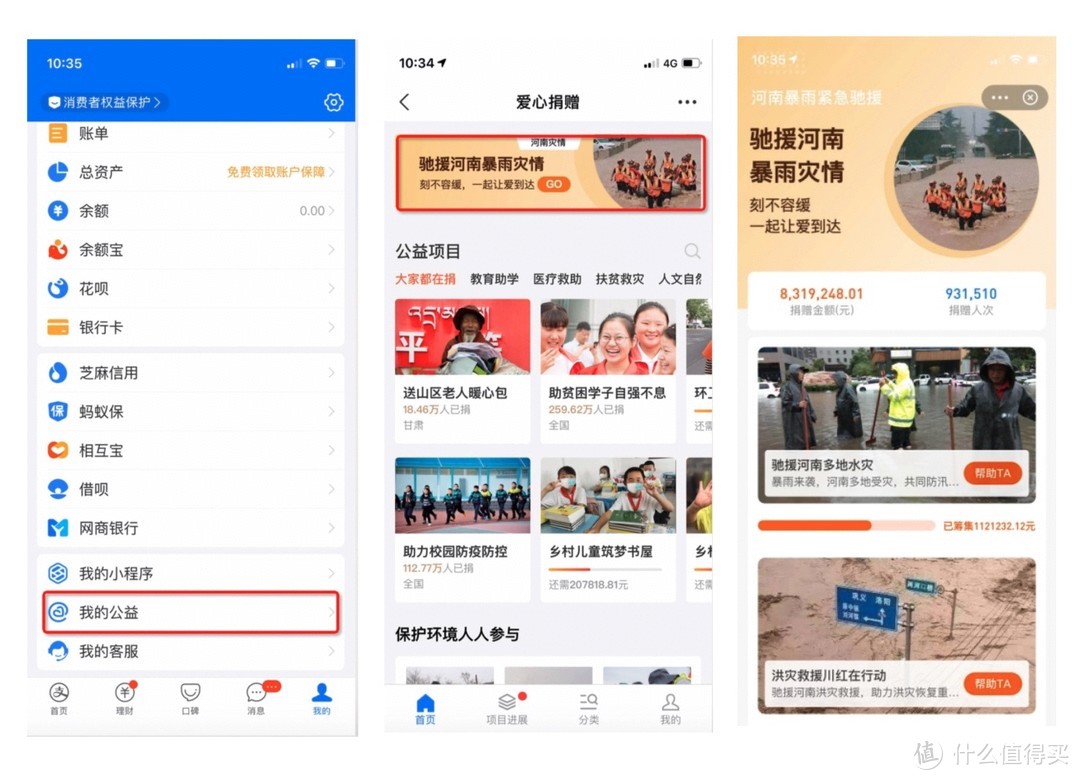 10:35
消费者权益保护
账单
总资产
免费领取账户保障
余额
0.00
余额宝
花呗
银行卡
芝麻信用
蚂蚁保
相互宝
借呗
网商银行
我的小程序
我的公益
我的客服
首页
理财
口碑
消息
我的
10:34
4G
爱心捐赠
河南灾情
驰援河南暴雨灾情
刻不容缓，一起让爱到达
GO
公益项目
大家都在捐 教育助学 医疗救助 扶贫救灾 人文自然
平
送山区老人暖心包
18.46万人已捐
甘肃
助贫困学子自强不息
259.62万人已捐
全国
环卫
还需
助力校园防疫防控
112.77万人已捐
全国
乡村儿童筑梦书屋
还需207818.81元
乡村
还需
保护环境人人参与
首页
项目进展
分类
我的
10:35
河南暴雨紧急驰援
驰援河南
暴雨灾情
刻不容缓
一起让爱到达
8,319,248.01
捐赠金额(元)
931,510
捐赠人次
驰援河南多地水灾
暴雨来袭，河南多地受灾，共同防汛...
帮助TA
已筹集1121232.12元
巩义 洛阳
洪灾救援川红在行动
驰援河南洪灾救援，助力洪灾恢复重...
帮助TA
值 什么值得买